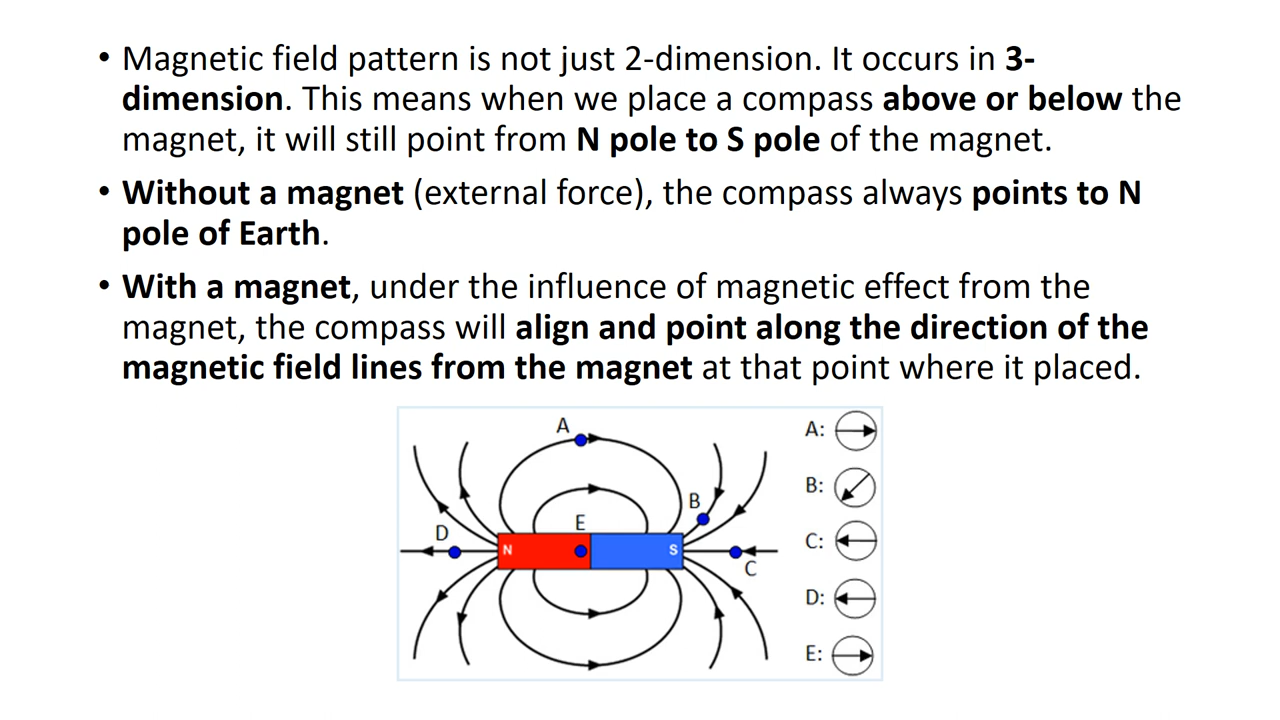 • Magnetic field pattern is not just 2-dimension. It occurs in 3-
dimension. This means when we place a compass above or below the
magnet, it will still point from N pole to S pole of the magnet.
• Without a magnet (external force), the compass always points to N
pole of Earth.
• With a magnet, under the influence of magnetic effect from the
magnet, the compass will align and point along the direction of the
magnetic field lines from the magnet at that point where it placed.
A
B
E
D
N
S
C
A:
B:
C:
D:
E: